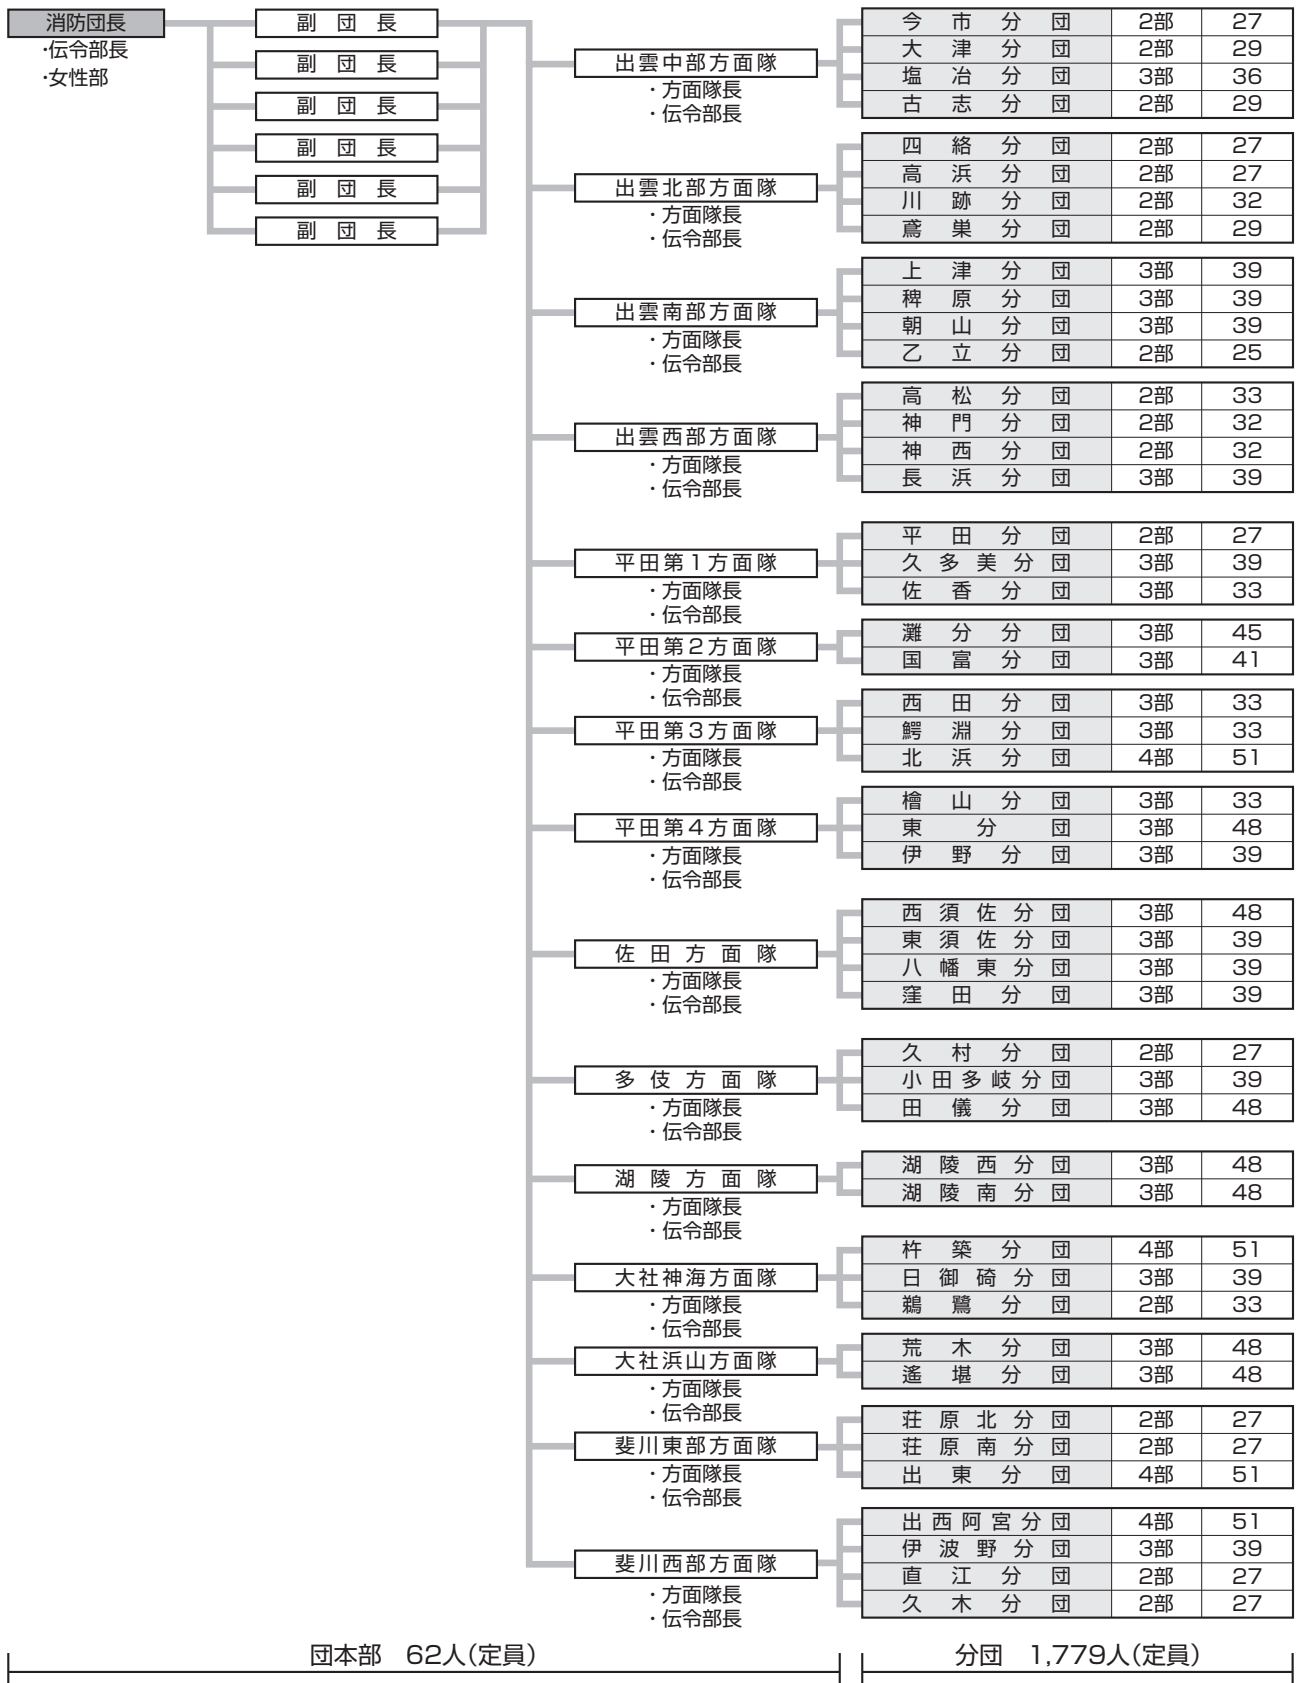 消防団長
・伝令部長
・女性部
副団長
副団長
副団長
副団長
副団長
副団長
出雲中部方面隊
・方面隊長
・伝令部長
今市分団 2部 27
大津分団 2部 29
塩冶分団 3部 36
古志分団 2部 29
出雲北部方面隊
・方面隊長
・伝令部長
四絡分団 2部 27
高浜分団 2部 27
川跡分団 2部 32
鳶巣分団 2部 29
出雲南部方面隊
・方面隊長
・伝令部長
上津分団 3部 39
稗原分団 3部 39
朝山分団 3部 39
乙立分団 2部 25
出雲西部方面隊
・方面隊長
・伝令部長
高松分団 2部 33
神門分団 2部 32
神西分団 2部 32
長浜分団 3部 39
平田第1方面隊
・方面隊長
・伝令部長
平田分団 2部 27
久多美分団 3部 39
佐香分団 3部 33
平田第2方面隊
・方面隊長
・伝令部長
灘分分団 3部 45
国富分団 3部 41
平田第3方面隊
・方面隊長
・伝令部長
西田分団 3部 33
鰐淵分団 3部 33
北浜分団 4部 51
平田第4方面隊
・方面隊長
・伝令部長
檜山分団 3部 33
東分団 3部 48
伊野分団 3部 39
佐田方面隊
・方面隊長
・伝令部長
西須佐分団 3部 48
東須佐分団 3部 39
八幡東分団 3部 39
窪田分団 3部 39
多伎方面隊
・方面隊長
・伝令部長
久村分団 2部 27
小田多岐分団 3部 39
田儀分団 3部 48
湖陵方面隊
・方面隊長
・伝令部長
湖陵西分団 3部 48
湖陵南分団 3部 48
大社神海方面隊
・方面隊長
・伝令部長
杵築分団 4部 51
日御碕分団 3部 39
鵜鷺分団 2部 33
大社浜山方面隊
・方面隊長
・伝令部長
荒木分団 3部 48
遙堪分団 3部 48
斐川東部方面隊
・方面隊長
・伝令部長
荘原北分団 2部 27
荘原南分団 2部 27
出東分団 4部 51
斐川西部方面隊
・方面隊長
・伝令部長
出西阿宮分団 4部 51
伊波野分団 3部 39
直江分団 2部 27
久木分団 2部 27
団本部 62人(定員)
分団 1,779人(定員)